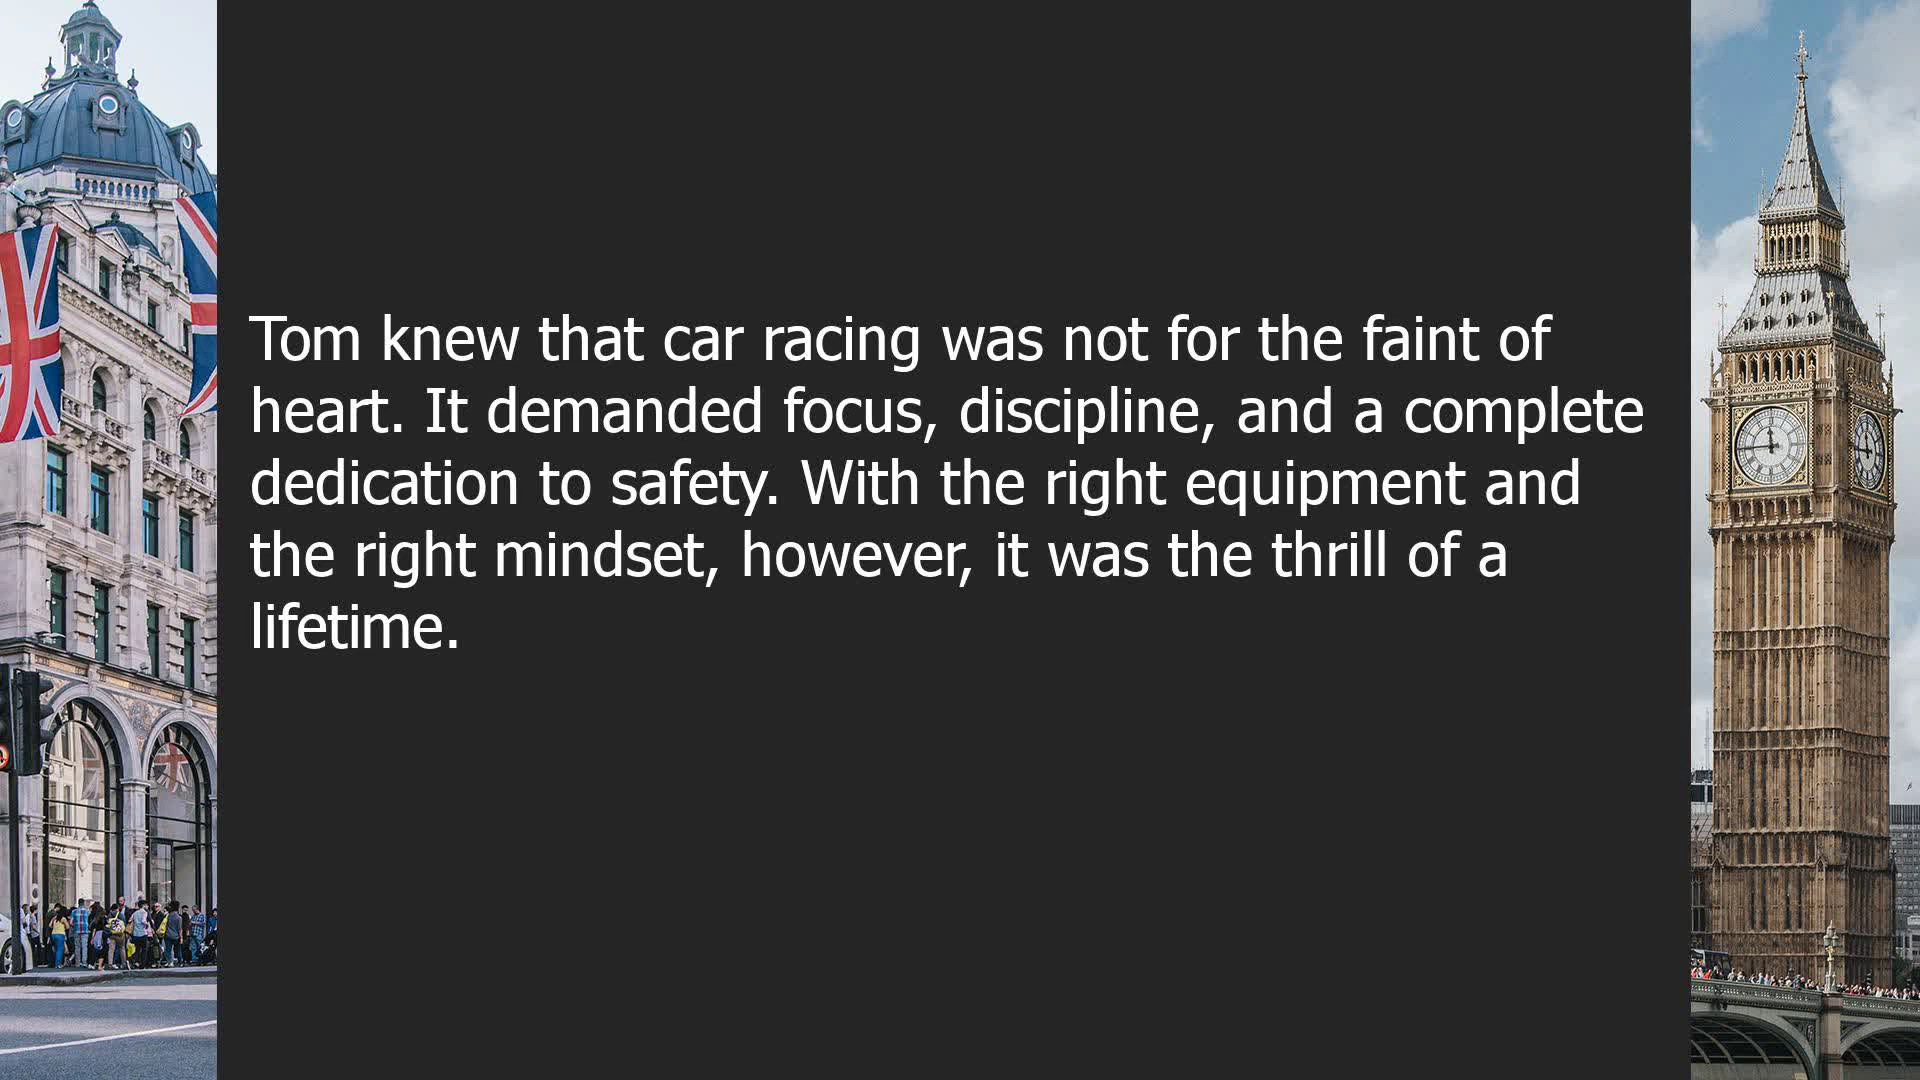 Tom knew that car racing was not for the faint of
heart. It demanded focus, discipline, and a complete
dedication to safety. With the right equipment and
the right mindset, however, it was the thrill of a
lifetime.